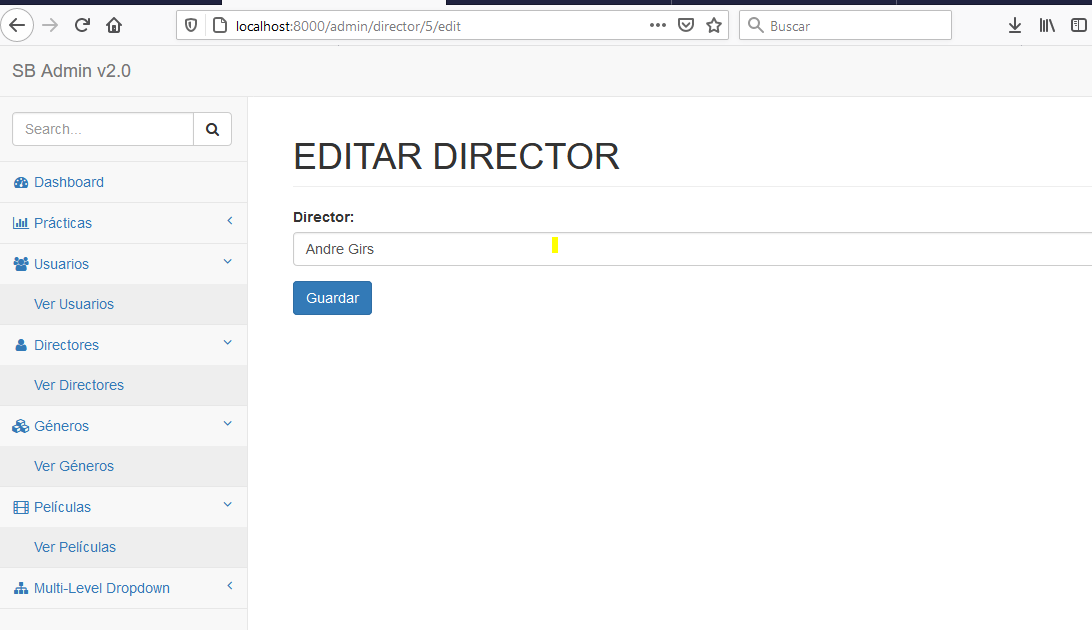 localhost:8000/admin/director/5/edit
Buscar
SB Admin v2.0
Search...
Dashboard
Prácticas
Usuarios
Ver Usuarios
Directores
Ver Directores
Géneros
Ver Géneros
Películas
Ver Películas
Multi-Level Dropdown
EDITAR DIRECTOR
Director:
Andre Girs
Guardar